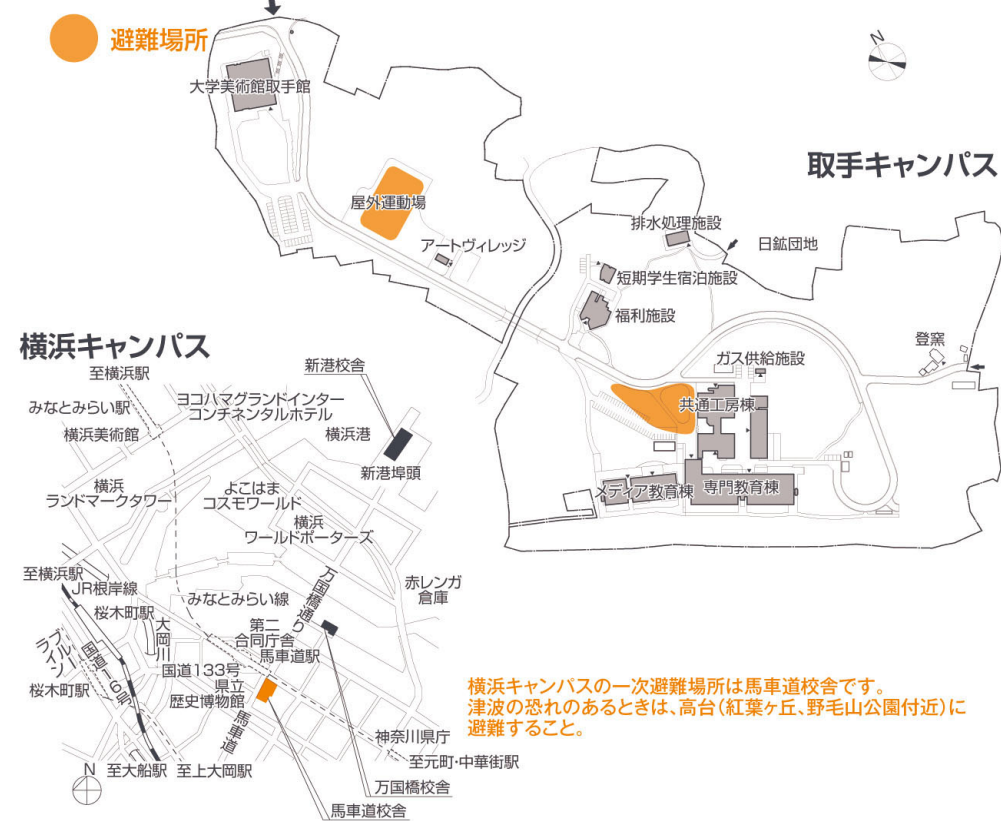 避難場所
N
大学美術館取手館
取手キャンパス
屋外運動場
排水処理施設
アートヴィレッジ
日鉱団地
短期学生宿泊施設
福利施設
登窯
ガス供給施設
共通工房棟
メディア教育棟
専門教育棟
横浜キャンパス
至横浜駅
新港校舎
みなとみらい駅
ヨコハマグランドインター
コンチネンタルホテル
横浜美術館
横浜港
新港埠頭
横浜
ランドマークタワー
よこはま
コスモワールド
横浜
ワールドポーターズ
至横浜駅
JR根岸線
桜木町駅
みなとみらい線
万国橋通り
赤レンガ
倉庫
大岡川
第二
合同庁舎
馬車道駅
ブルーライン
国道16号
国道133号
県立
歴史博物館
桜木町駅
馬車道
横浜キャンパスの一次避難場所は馬車道校舎です。
津波の恐れのあるときは、高台(紅葉ヶ丘、野毛山公園付近)に
避難すること。
神奈川県庁
至元町・中華街駅
N
至大船駅
至上大岡駅
万国橋校舎
馬車道校舎